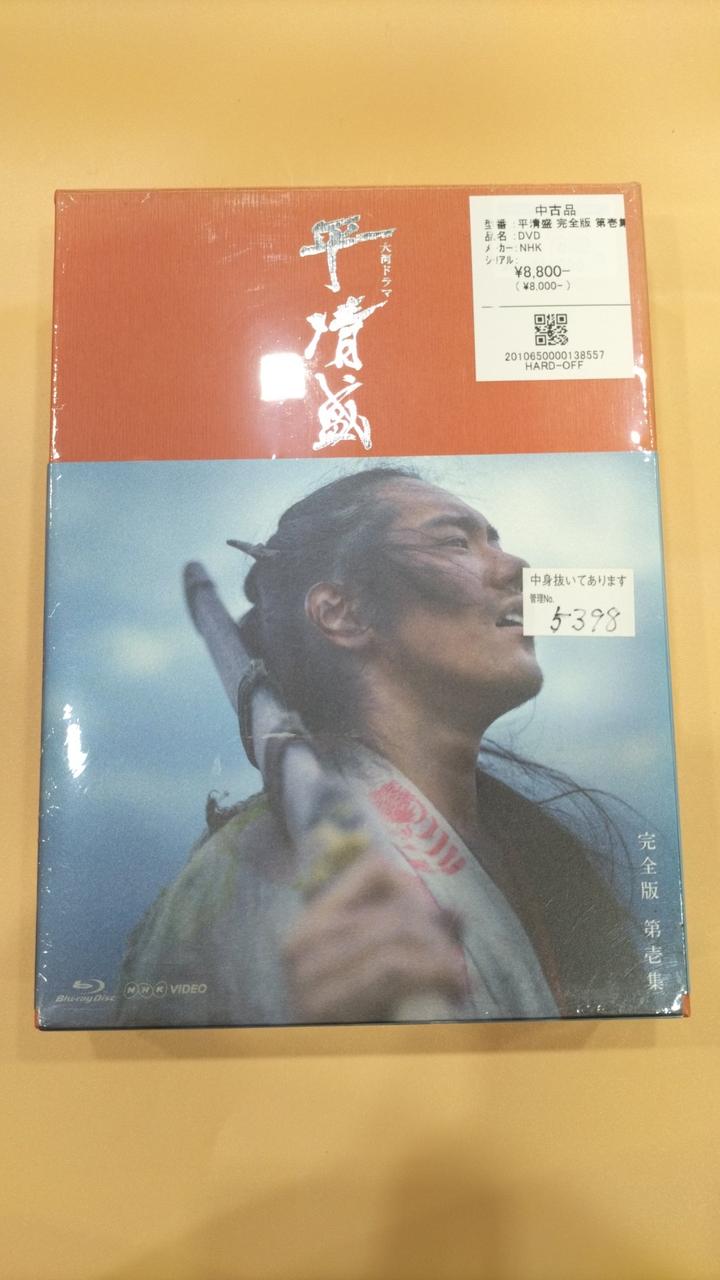 平清盛
大河ドラマ
中古品
型番:平清盛 完全版 第壱集
品名:DVD
メーカー:NHK
シリアル:
¥8,800-
(¥8,000-)
2010650000138557
HARD-OFF
中身抜いてあります
管理No.
5398
完全版 第壱集
Blu-ray Disc
NHK VIDEO